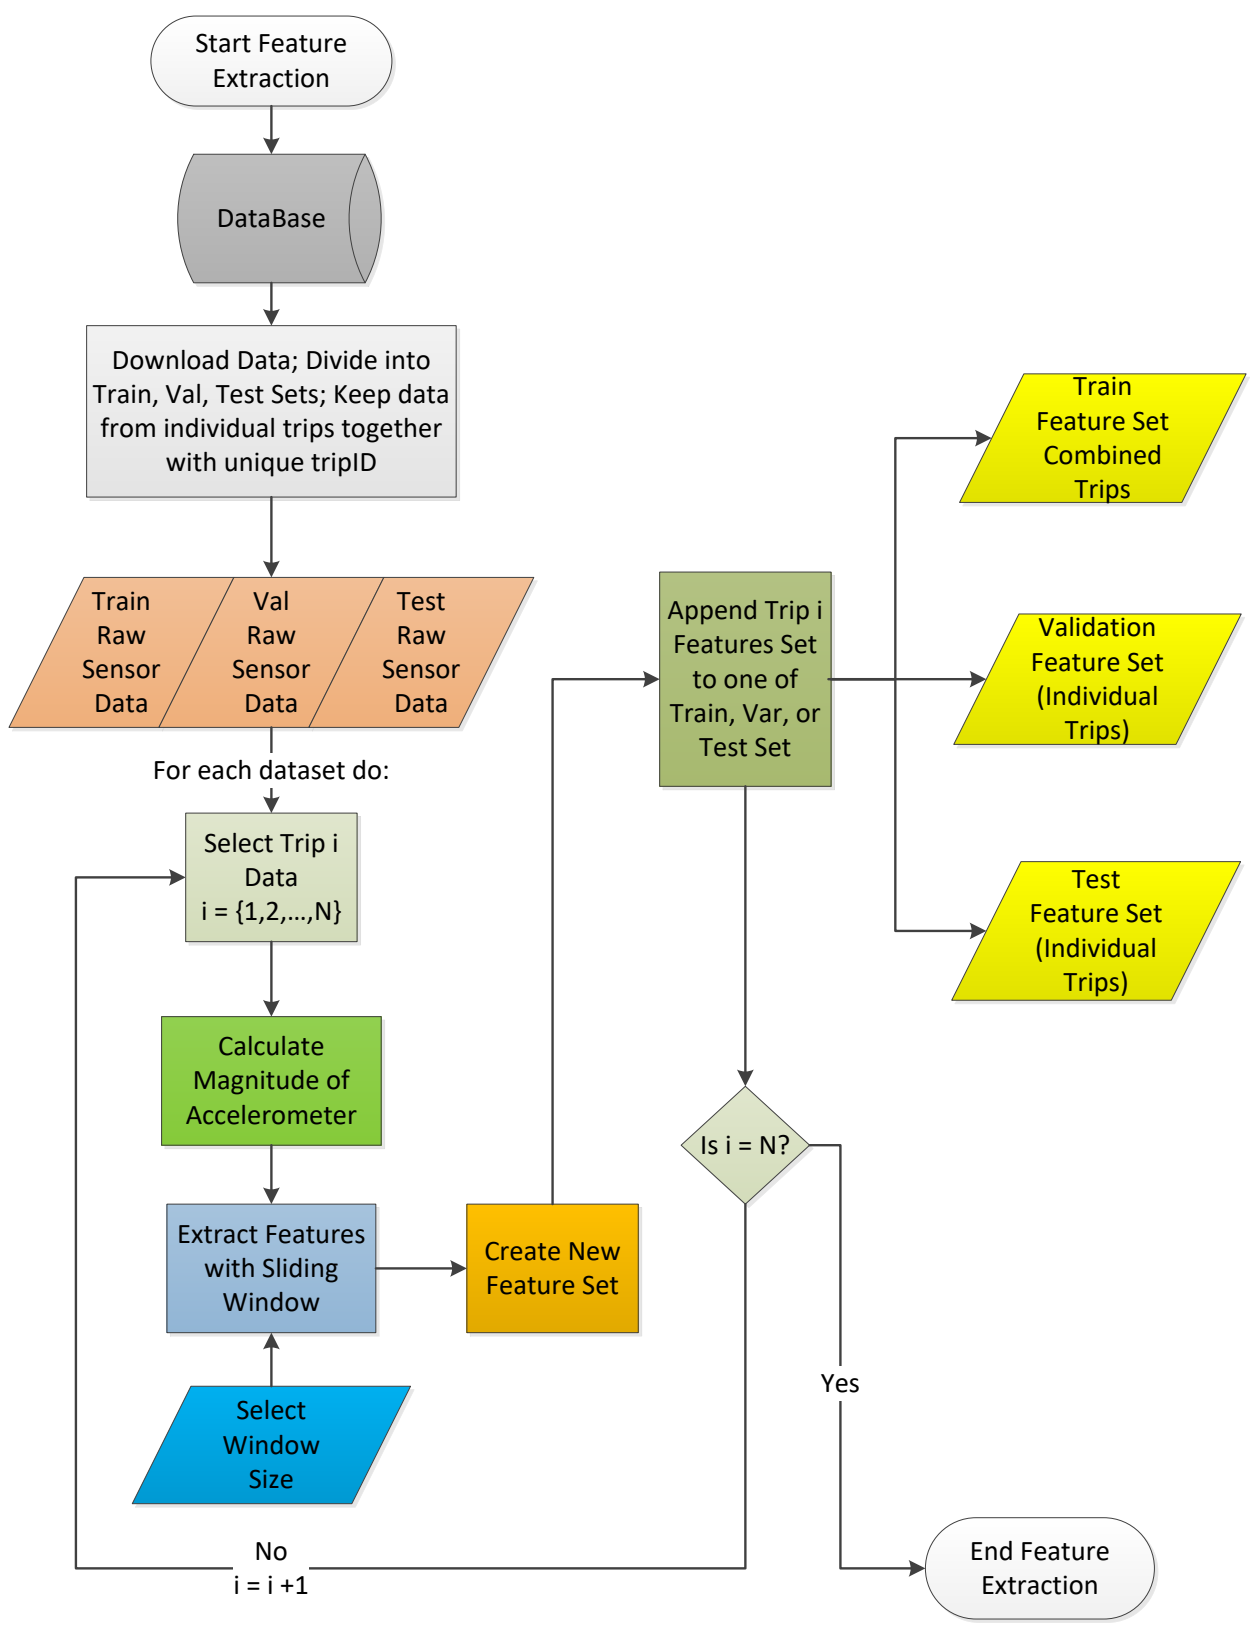 Start Feature
Extraction
DataBase
Download Data; Divide into
Train, Val, Test Sets; Keep data
from individual trips together
with unique tripID
Train
Raw
Sensor
Data
Val
Raw
Sensor
Data
Test
Raw
Sensor
Data
For each dataset do:
Select Trip i
Data
i = {1,2,...,N}
Calculate
Magnitude of
Accelerometer
Extract Features
with Sliding
Window
Select
Window
Size
Create New
Feature Set
Append Trip i
Features Set
to one of
Train, Var, or
Test Set
Train
Feature Set
Combined
Trips
Validation
Feature Set
(Individual
Trips)
Test
Feature Set
(Individual
Trips)
Is i = N?
Yes
No
i = i +1
End Feature
Extraction